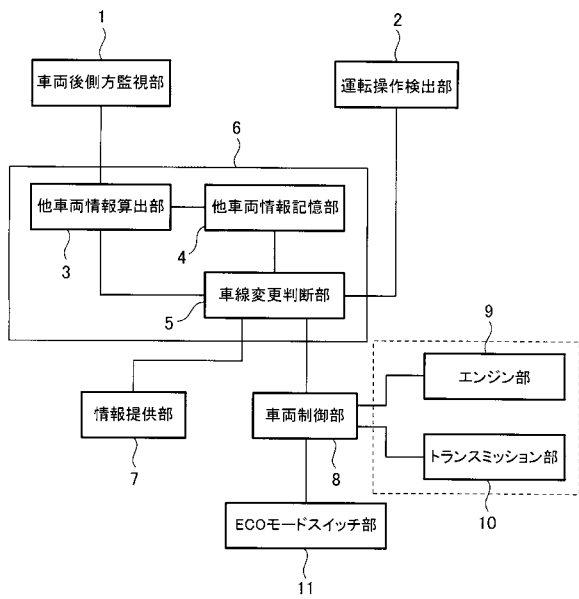 1
車両後側方監視部
2
運転操作検出部
6
他車両情報算出部
3
他車両情報記憶部
4
車線変更判断部
5
情報提供部
7
車両制御部
8
9
エンジン部
トランスミッション部
10
ECOモードスイッチ部
11